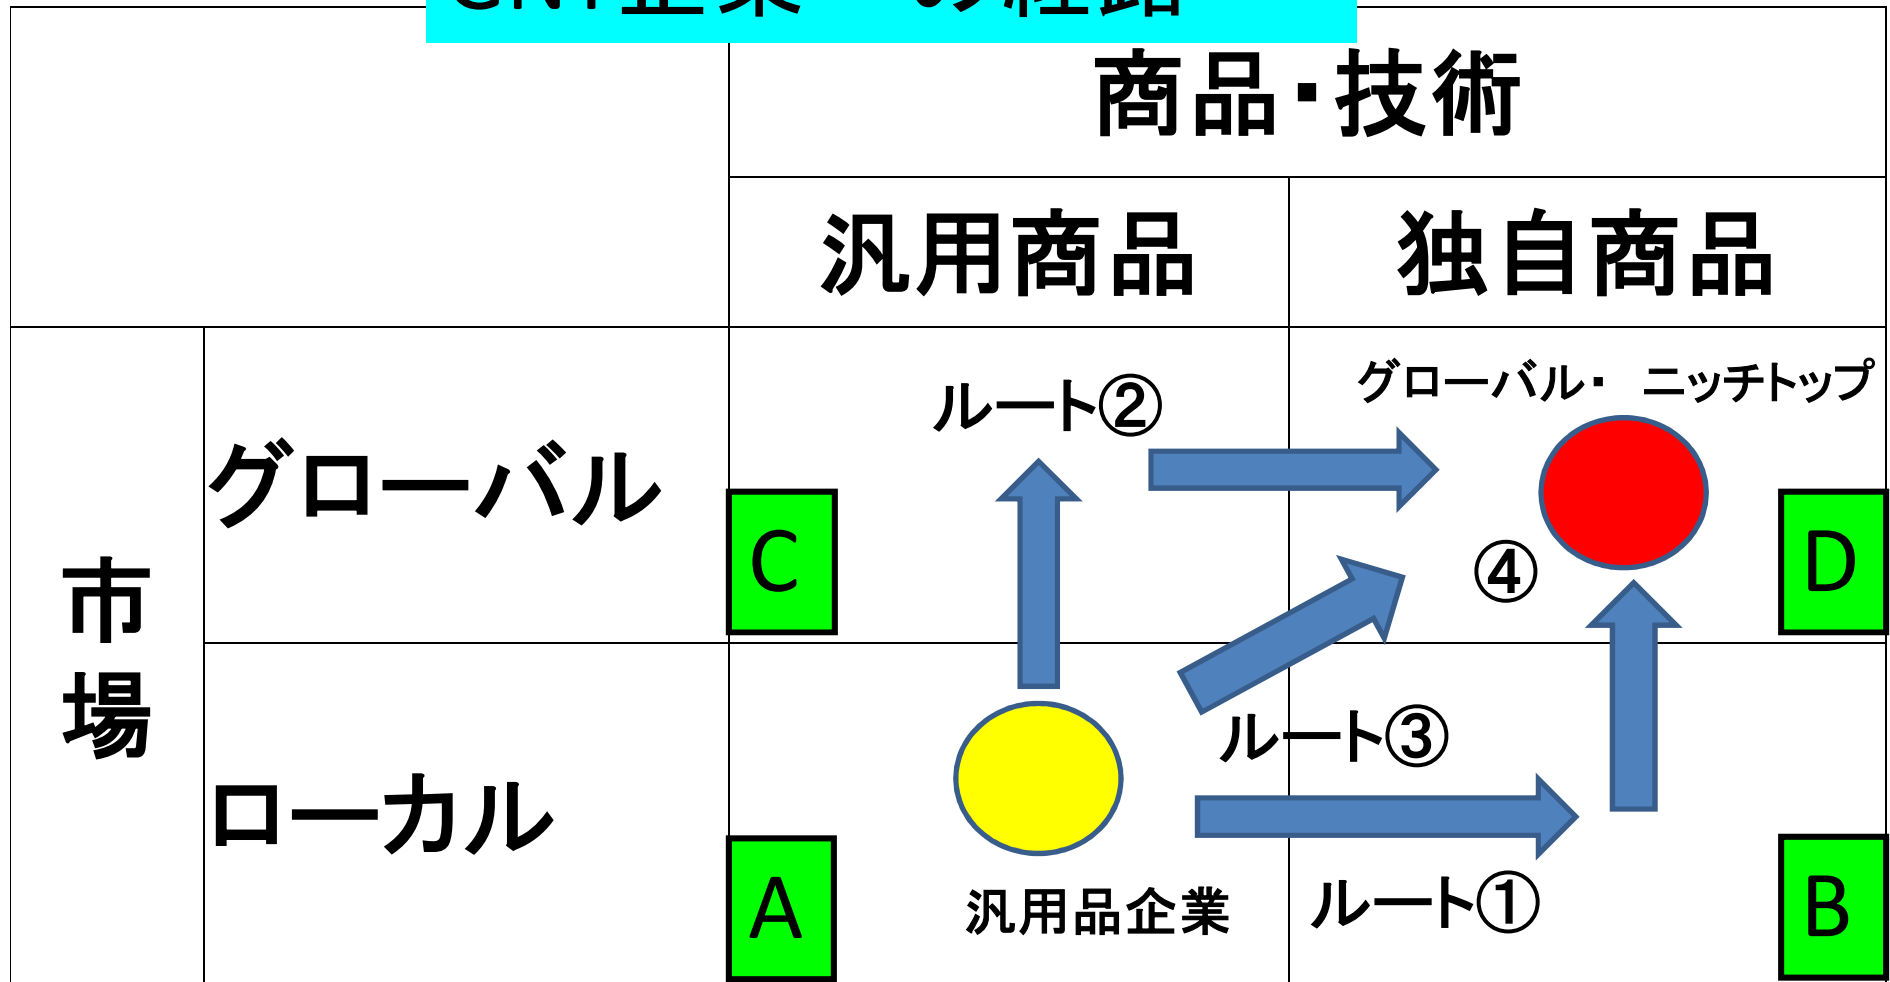 商品・技術
汎用商品
独自商品
市場
グローバル
ローカル
ルート②
グローバル・ ニッチトップ
C
④
D
ルート③
汎用品企業
ルート①
A
B